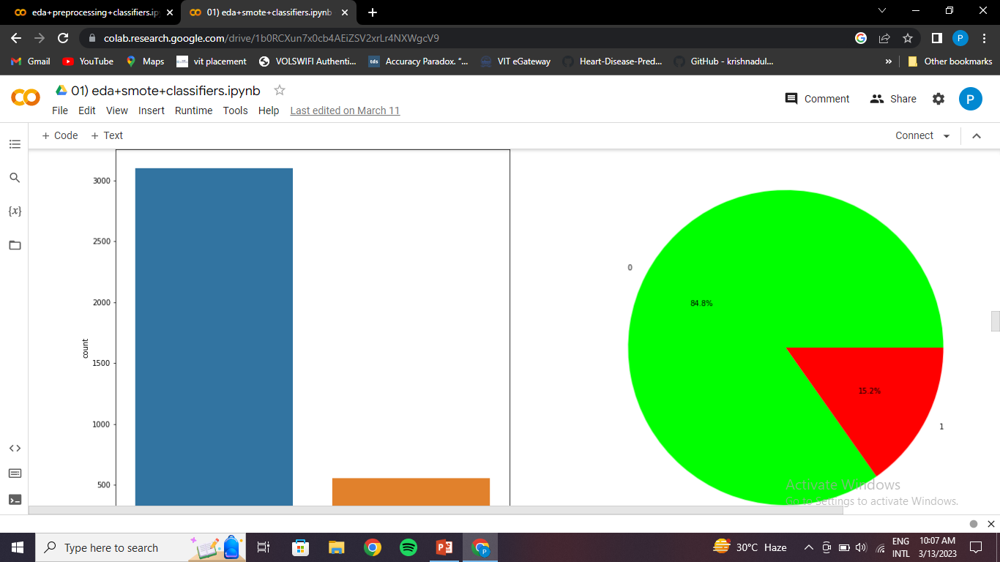 eda+preprocessing+classifiers.ip
01) eda+smote+classifiers.ipynb
colab.research.google.com/drive/1b0RCXun7x0cb4AEiZSV2xrLr4NXWgcV9
P
Gmail
YouTube
Maps
vit placement
VOLSWIFI Authenti...
tds
Accuracy Paradox. “...
VIT eGateway
Heart-Disease-Pred...
GitHub - krishnadul...
»
Other bookmarks
01) eda+smote+classifiers.ipynb
Comment
Share
P
File Edit View Insert Runtime Tools Help Last edited on March 11
+ Code + Text
Connect
{x}
3000
2500
2000
1500
1000
500
count
0
84.8%
15.2%
1
Activate Windows
Go to Settings to activate Windows.
Type here to search
P
30°C Haze
ENG
INTL
10:07 AM
3/13/2023